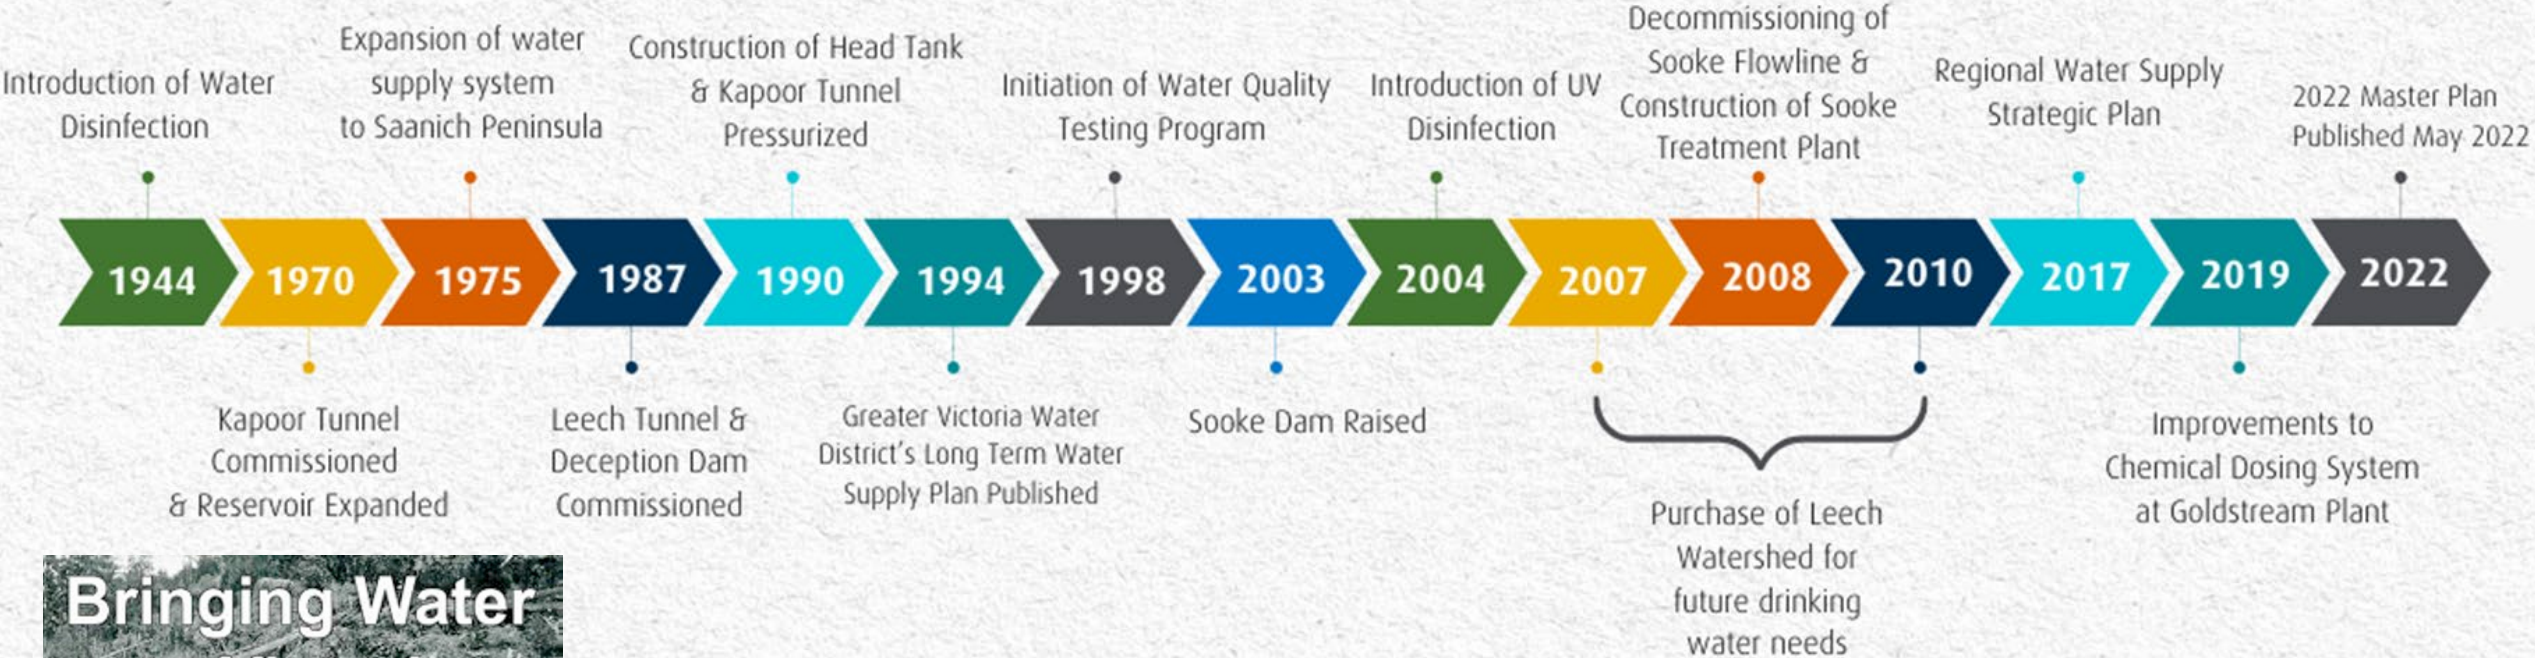 Introduction of Water
Disinfection
Expansion of water
supply system
to Saanich Peninsula
Construction of Head Tank
& Kapoor Tunnel
Pressurized
Initiation of Water Quality
Testing Program
Introduction of UV
Disinfection
Decommissioning of
Sooke Flowline &
Construction of Sooke
Treatment Plant
Regional Water Supply
Strategic Plan
2022 Master Plan
Published May 2022
1944 1970 1975 1987 1990 1994 1998 2003 2004 2007 2008 2010 2017 2019 2022
Kapoor Tunnel
Commissioned
& Reservoir Expanded
Leech Tunnel &
Deception Dam
Commissioned
Greater Victoria Water
District's Long Term Water
Supply Plan Published
Sooke Dam Raised
Purchase of Leech
Watershed for
future drinking
water needs
Improvements to
Chemical Dosing System
at Goldstream Plant
Bringing Water